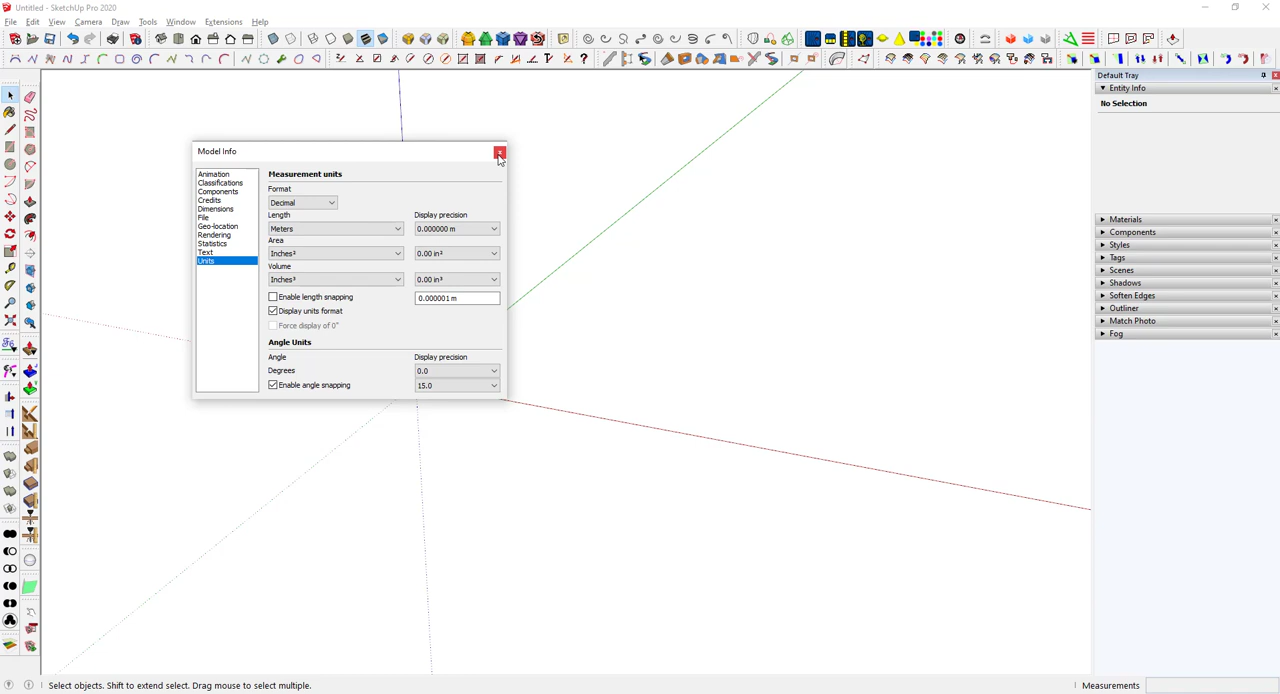 Untitled - SketchUp Pro 2020
File Edit View Camera Draw Tools Window Extensions Help
Default Tray
Entity Info
No Selection
Materials
Components
Styles
Tags
Scenes
Shadows
Soften Edges
Outliner
Match Photo
Fog
Model Info
Animation
Classifications
Components
Credits
Dimensions
File
Geo-location
Rendering
Statistics
Text
Units
Measurement units
Format
Decimal
Length Display precision
Meters 0.000000 m
Area
Inches² 0.00 in²
Volume
Inches³ 0.00 in³
Enable length snapping 0.000001 m
Display units format
Force display of 0"
Angle Units
Angle Display precision
Degrees 0.0
Enable angle snapping 15.0
Select objects. Shift to extend select. Drag mouse to select multiple. Measurements